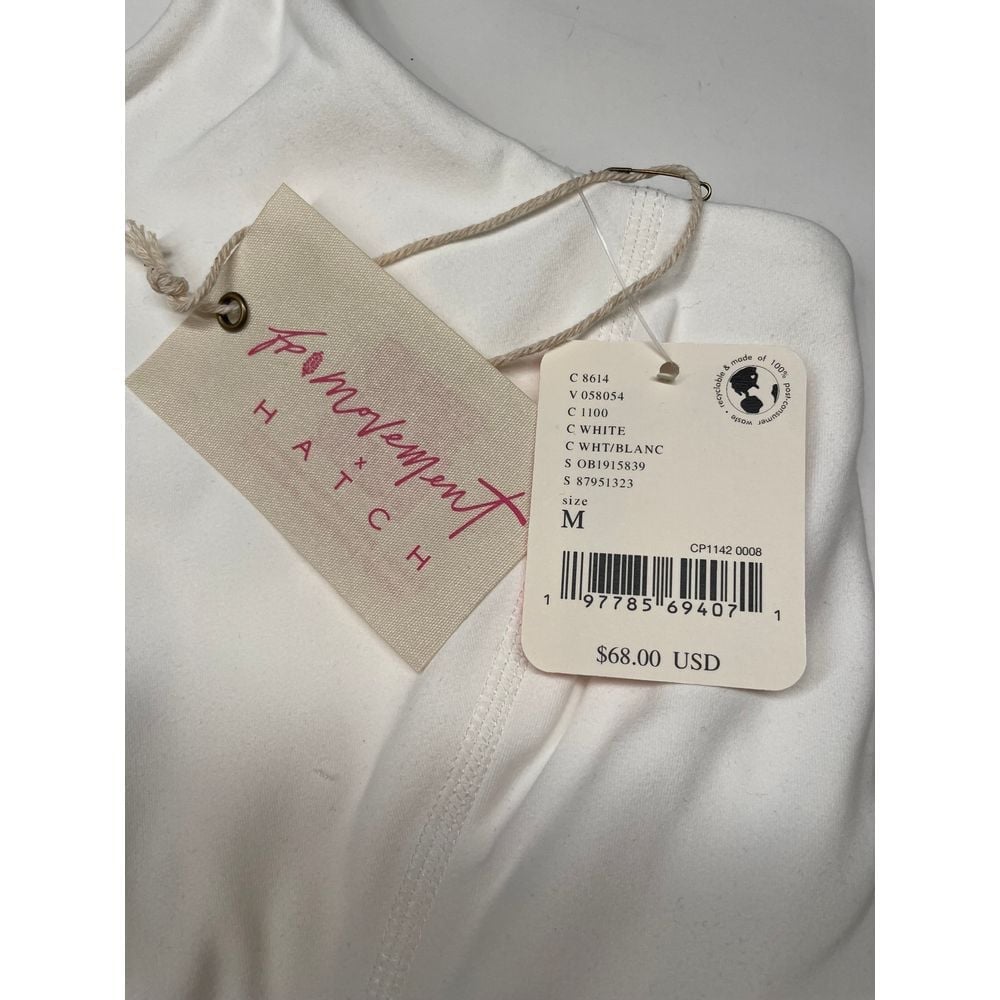 fp movement
×
HATCH
C 8614
V 058054
C 1100
C WHITE
C WHT/BLANC
S OB1915839
S 87951323
size
M
recyclable & made of 100% post-consumer waste •
CP1142 0008
1 97785 69407 1
$68.00 USD